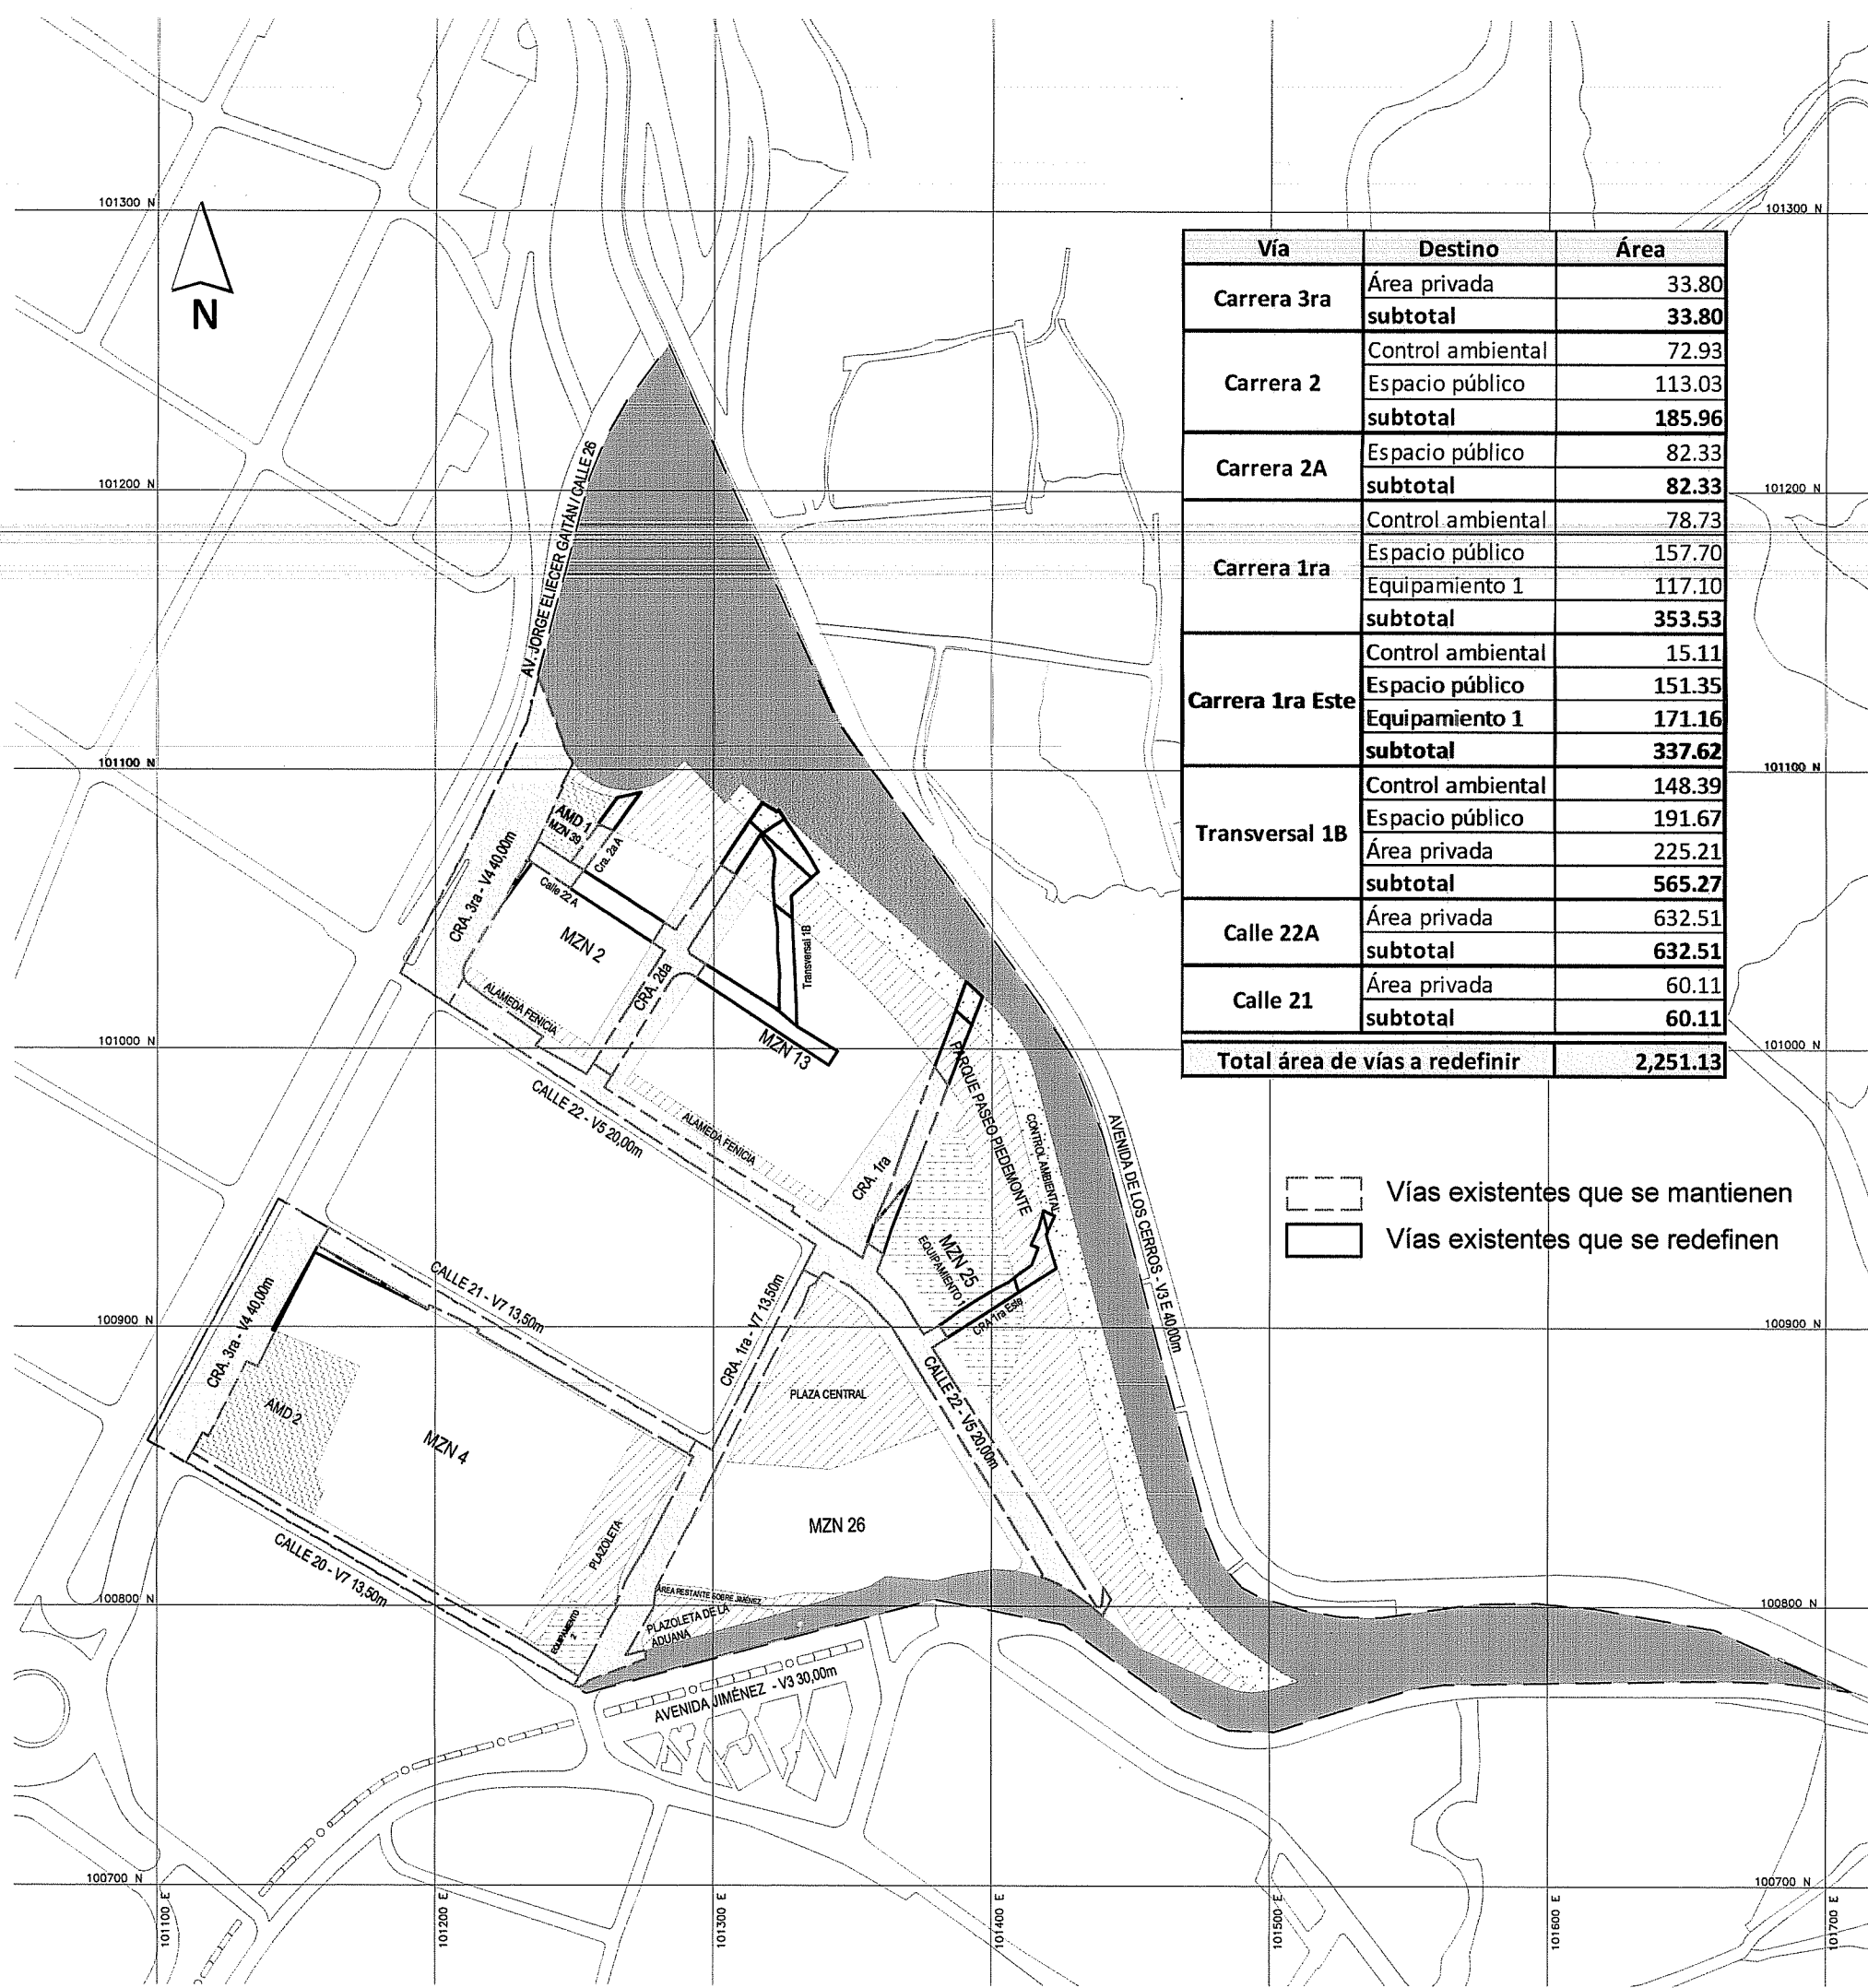 101300 N
101300 N
N
Vía Destino Área
Carrera 3ra
Área privada 33.80
subtotal 33.80
Carrera 2
Control ambiental 72.93
Espacio público 113.03
subtotal 185.96
Carrera 2A
Espacio público 82.33
subtotal 82.33
Carrera 1ra
Control ambiental 78.73
Espacio público 157.70
Equipamiento 1 117.10
subtotal 353.53
Carrera 1ra Este
Control ambiental 15.11
Espacio público 151.35
Equipamiento 1 171.16
subtotal 337.62
Transversal 1B
Control ambiental 148.39
Espacio público 191.67
Área privada 225.21
subtotal 565.27
Calle 22A
Área privada 632.51
subtotal 632.51
Calle 21
Área privada 60.11
subtotal 60.11
Total área de vías a redefinir 2,251.13
AV. JORGE ELIECER GAITÁN / CALLE 26
101200 N
101200 N
101100 N
101100 N
AMD 1
MZN 39
Cra. 2a A
CRA. 3ra - V4 40,00m
Calle 22 A
MZN 2
CRA. 2da
Transversal 1B
ALAMEDA FENICIA
MZN 13
101000 N
101000 N
CALLE 22 - V5 20,00m
ALAMEDA FENICIA
CRA. 1ra
PARQUE PASEO PIEDEMONTE
CONTROL AMBIENTAL
AVENIDA DE LOS CERROS - V3 E 40,00m
Vías existentes que se mantienen
Vías existentes que se redefinen
MZN 25
EQUIPAMIENTO 1
CRA 1ra Este
CALLE 21 - V7 13,50m
CRA. 3ra - V4 40,00m
CRA. 1ra - V7 13,50m
100900 N
100900 N
PLAZA CENTRAL
CALLE 22 - V5 20,00m
AMD 2
MZN 4
MZN 26
PLAZOLETA
CALLE 20 - V7 13,50m
100800 N
100800 N
ÁREA RESTANTE SOBRE JIMÉNEZ
PLAZOLETA DE LA
ADUANA
EQUIPAMIENTO
2
AVENIDA JIMÉNEZ - V3 30,00m
100700 N
100700 N
101100 E
101200 E
101300 E
101400 E
101500 E
101600 E
101700 E